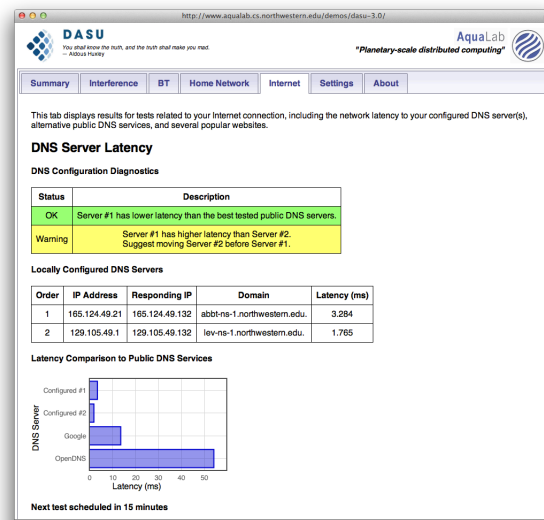 http://www.aqualab.cs.northwestern.edu/demos/dasu-3.0/
DASU
You shall know the truth, and the truth shall make you mad.
— Aldous Huxley
AquaLab
"Planetary-scale distributed computing"
Summary Interference BT Home Network Internet Settings About
This tab displays results for tests related to your Internet connection, including the network latency to your configured DNS server(s),
alternative public DNS services, and several popular websites.
DNS Server Latency
DNS Configuration Diagnostics
Status Description
OK Server #1 has lower latency than the best tested public DNS servers.
Warning Server #1 has higher latency than Server #2.
Suggest moving Server #2 before Server #1.
Locally Configured DNS Servers
Order IP Address Responding IP Domain Latency (ms)
1 165.124.49.21 165.124.49.132 abbt-ns-1.northwestern.edu. 3.284
2 129.105.49.1 129.105.49.132 lev-ns-1.northwestern.edu. 1.765
Latency Comparison to Public DNS Services
DNS Server
Configured #1
Configured #2
Google
OpenDNS
0 10 20 30 40 50
Latency (ms)
Next test scheduled in 15 minutes